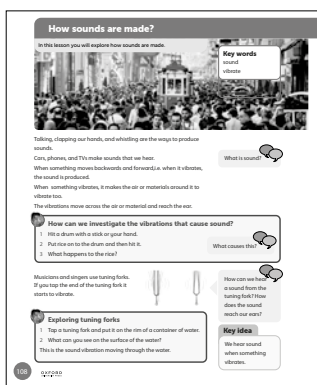 How sounds are made?
In this lesson you will explore how sounds are made.
Key words
sound
vibrate
Talking, clapping our hands, and whistling are the ways to produce
sounds.
Cars, phones, and TVs make sounds that we hear.
When something moves backwards and forward,i.e. when it vibrates,
the sound is produced.
When something vibrates, it makes the air or materials around it to
vibrate too.
The vibrations move across the air or material and reach the ear.
What is sound?
How can we investigate the vibrations that cause sound?
1 Hit a drum with a stick or your hand.
2 Put rice on to the drum and then hit it.
3 What happens to the rice?
What causes this?
Musicians and singers use tuning forks.
If you tap the end of the tuning fork it
starts to vibrate.
How can we hear
a sound from the
tuning fork? How
does the sound
reach our ears?
Exploring tuning forks
1 Tap a tuning fork and put it on the rim of a container of water.
2 What can you see on the surface of the water?
This is the sound vibration moving through the water.
Key idea
We hear sound
when something
vibrates.
108
OXFORD